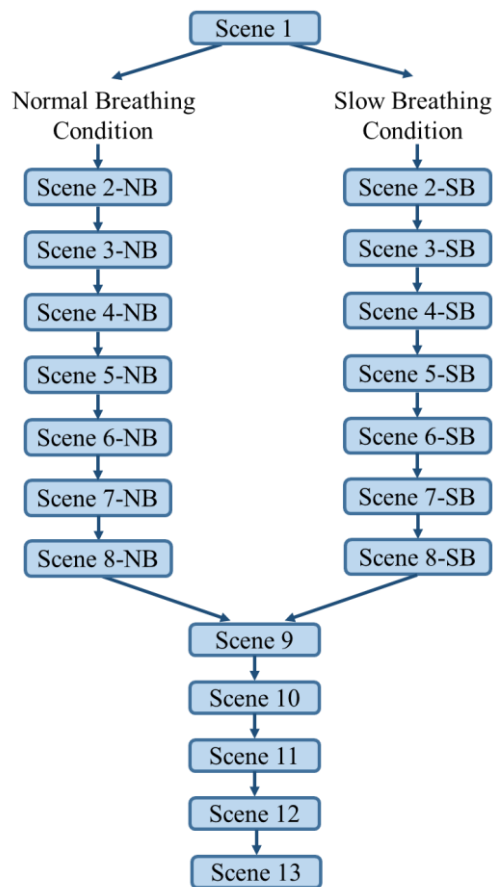 Scene 1
Normal Breathing
Condition
Slow Breathing
Condition
Scene 2-NB
Scene 2-SB
Scene 3-NB
Scene 3-SB
Scene 4-NB
Scene 4-SB
Scene 5-NB
Scene 5-SB
Scene 6-NB
Scene 6-SB
Scene 7-NB
Scene 7-SB
Scene 8-NB
Scene 8-SB
Scene 9
Scene 10
Scene 11
Scene 12
Scene 13